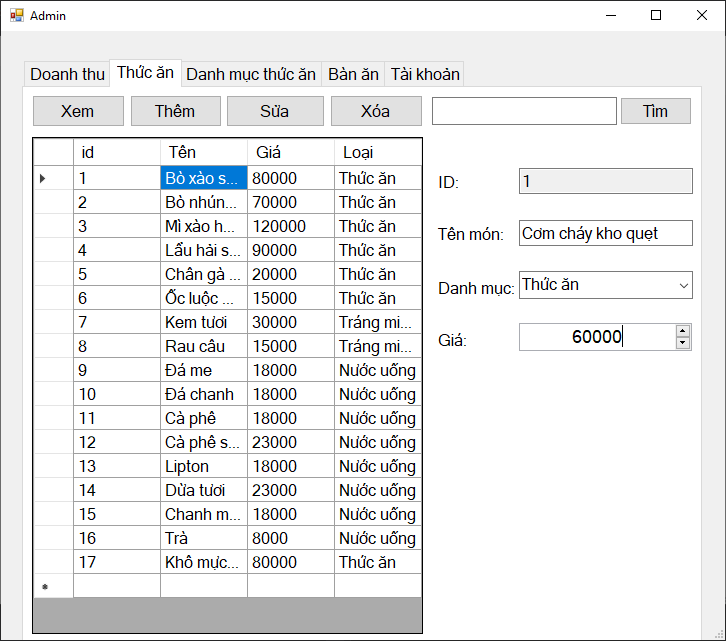 Admin
Doanh thu Thức ăn Danh mục thức ăn Bàn ăn Tài khoản
Xem Thêm Sửa Xóa Tìm
id Tên Giá Loại
1 Bò xào s... 80000 Thức ăn
2 Bò nhún... 70000 Thức ăn
3 Mì xào h... 120000 Thức ăn
4 Lẩu hải s... 90000 Thức ăn
5 Chân gà ... 20000 Thức ăn
6 Ốc luộc ... 15000 Thức ăn
7 Kem tươi 30000 Tráng mi...
8 Rau câu 15000 Tráng mi...
9 Đá me 18000 Nước uống
10 Đá chanh 18000 Nước uống
11 Cà phê 18000 Nước uống
12 Cà phê s... 23000 Nước uống
13 Lipton 18000 Nước uống
14 Dừa tươi 23000 Nước uống
15 Chanh m... 18000 Nước uống
16 Trà 8000 Nước uống
17 Khô mực... 80000 Thức ăn
ID: 1
Tên món: Cơm cháy kho quẹt
Danh mục: Thức ăn
Giá: 60000